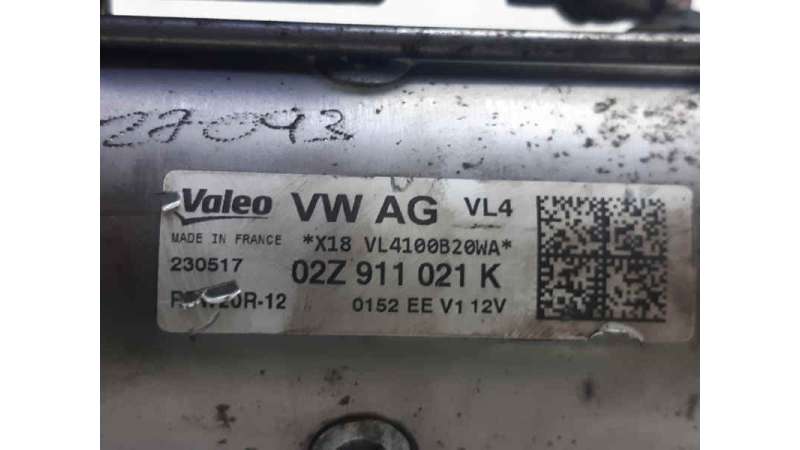 27043
Valeo VW AG VL4
MADE IN FRANCE *X18 VL4100B20WA*
230517 02Z 911 021 K
0152 EE V1 12V